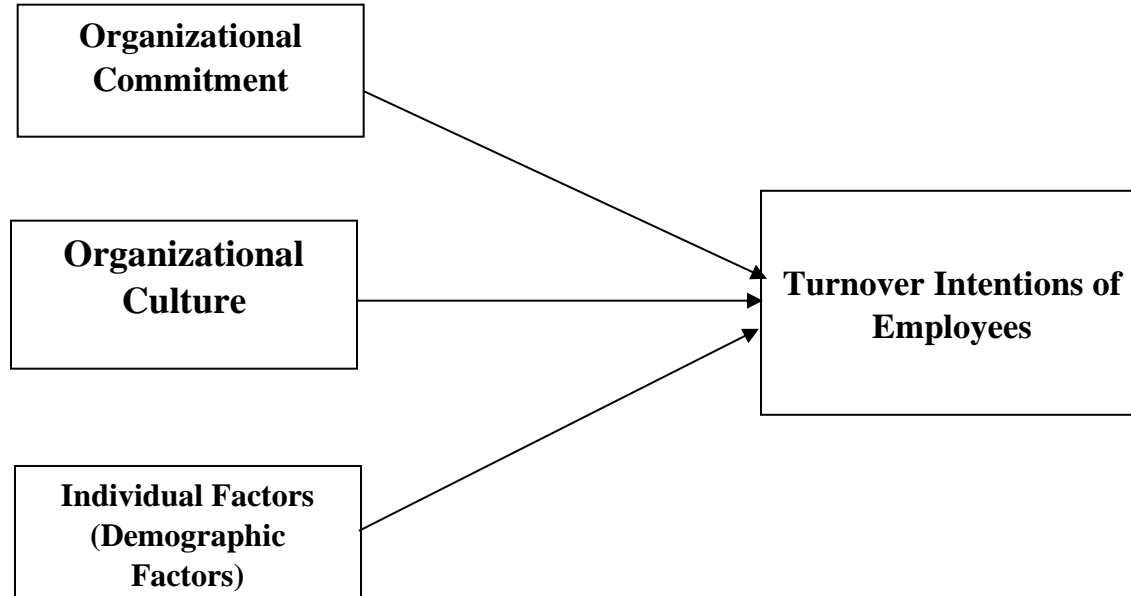 Organizational
Commitment
Organizational
Culture
Turnover Intentions of
Employees
Individual Factors
(Demographic
Factors)